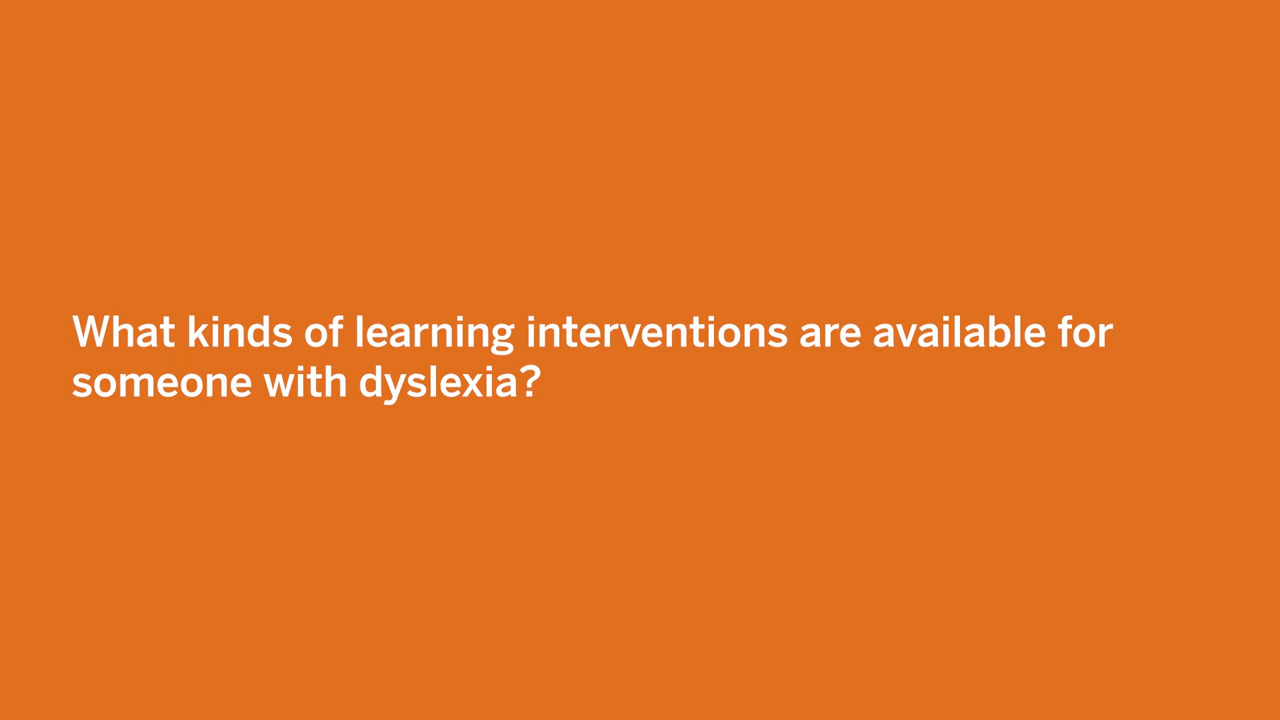 What kinds of learning interventions are available for
someone with dyslexia?